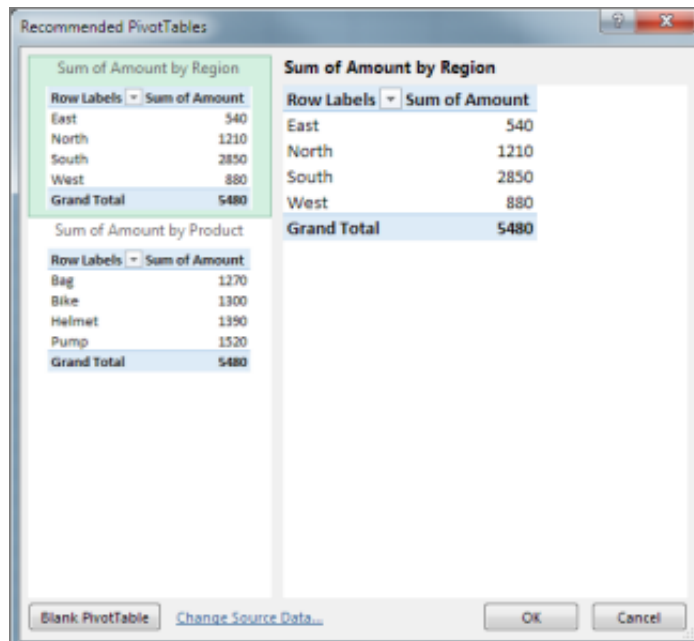 Recommended PivotTables
Sum of Amount by Region
Row Labels Sum of Amount
East 540
North 1210
South 2850
West 880
Grand Total 5480
Sum of Amount by Product
Row Labels Sum of Amount
Bag 1270
Bike 1300
Helmet 1390
Pump 1520
Grand Total 5480
Sum of Amount by Region
Row Labels Sum of Amount
East 540
North 1210
South 2850
West 880
Grand Total 5480
Blank PivotTable
Change Source Data...
OK
Cancel